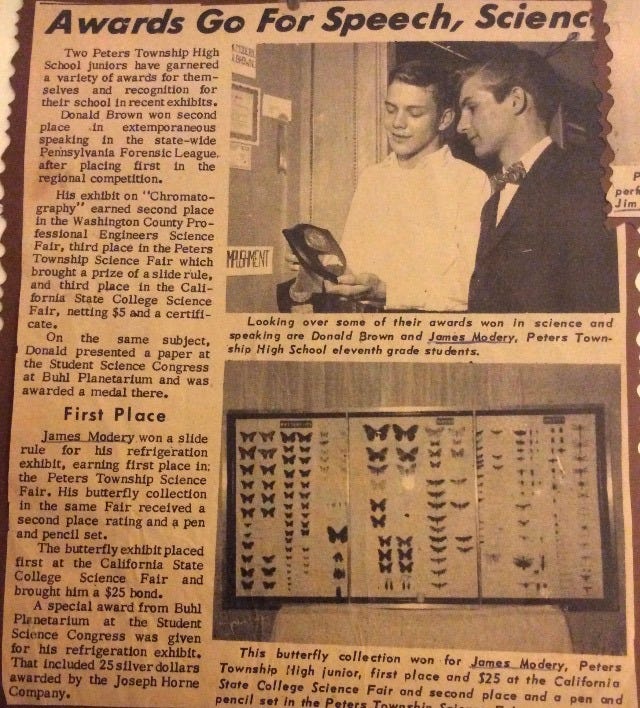 Awards Go For Speech, Scienc
Two Peters Township High
School juniors have garnered
a variety of awards for them-
selves and recognition for
their school in recent exhibits.
Donald Brown won second
place in extemporaneous
speaking in the state-wide
Pennsylvania Forensic League,
after placing first in the
regional competition.
His exhibit on "Chromato-
graphy" earned second place
in the Washington County Pro-
fessional Engineers Science
Fair, third place in the Peters
Township Science Fair which
brought a prize of a slide rule,
and third place in the Cali-
fornia State College Science
Fair, netting $5 and a certifi-
cate.
On the same subject,
Donald presented a paper at
the Student Science Congress
at Buhl Planetarium and was
awarded a medal there.
First Place
James Modery won a slide
rule for his refrigeration
exhibit, earning first place in
the Peters Township Science
Fair. His butterfly collection
in the same Fair received a
second place rating and a pen
and pencil set.
The butterfly exhibit placed
first at the California State
College Science Fair and
brought him a $25 bond.
A special award from Buhl
Planetarium at the Student
Science Congress was given
for his refrigeration exhibit.
That included 25 silver dollars
awarded by the Joseph Horne
Company.
MPLISHMENT
Looking over some of their awards won in science and
speaking are Donald Brown and James Modery, Peters Town-
ship High School eleventh grade students.
This butterfly collection won for James Modery, Peters
Township High junior, first place and $25 at the California
State College Science Fair and second place and a pen and
pencil set in the Peters Township
P
perf
Jim